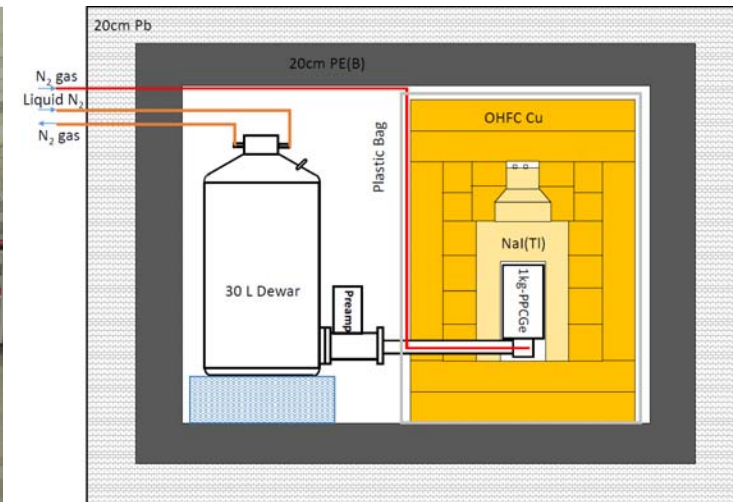 20cm Pb
20cm PE(B)
N₂ gas
Liquid N₂
N₂ gas
OHFC Cu
Plastic Bag
NaI(Tl)
1kg-PPCGe
30 L Dewar
Preamp